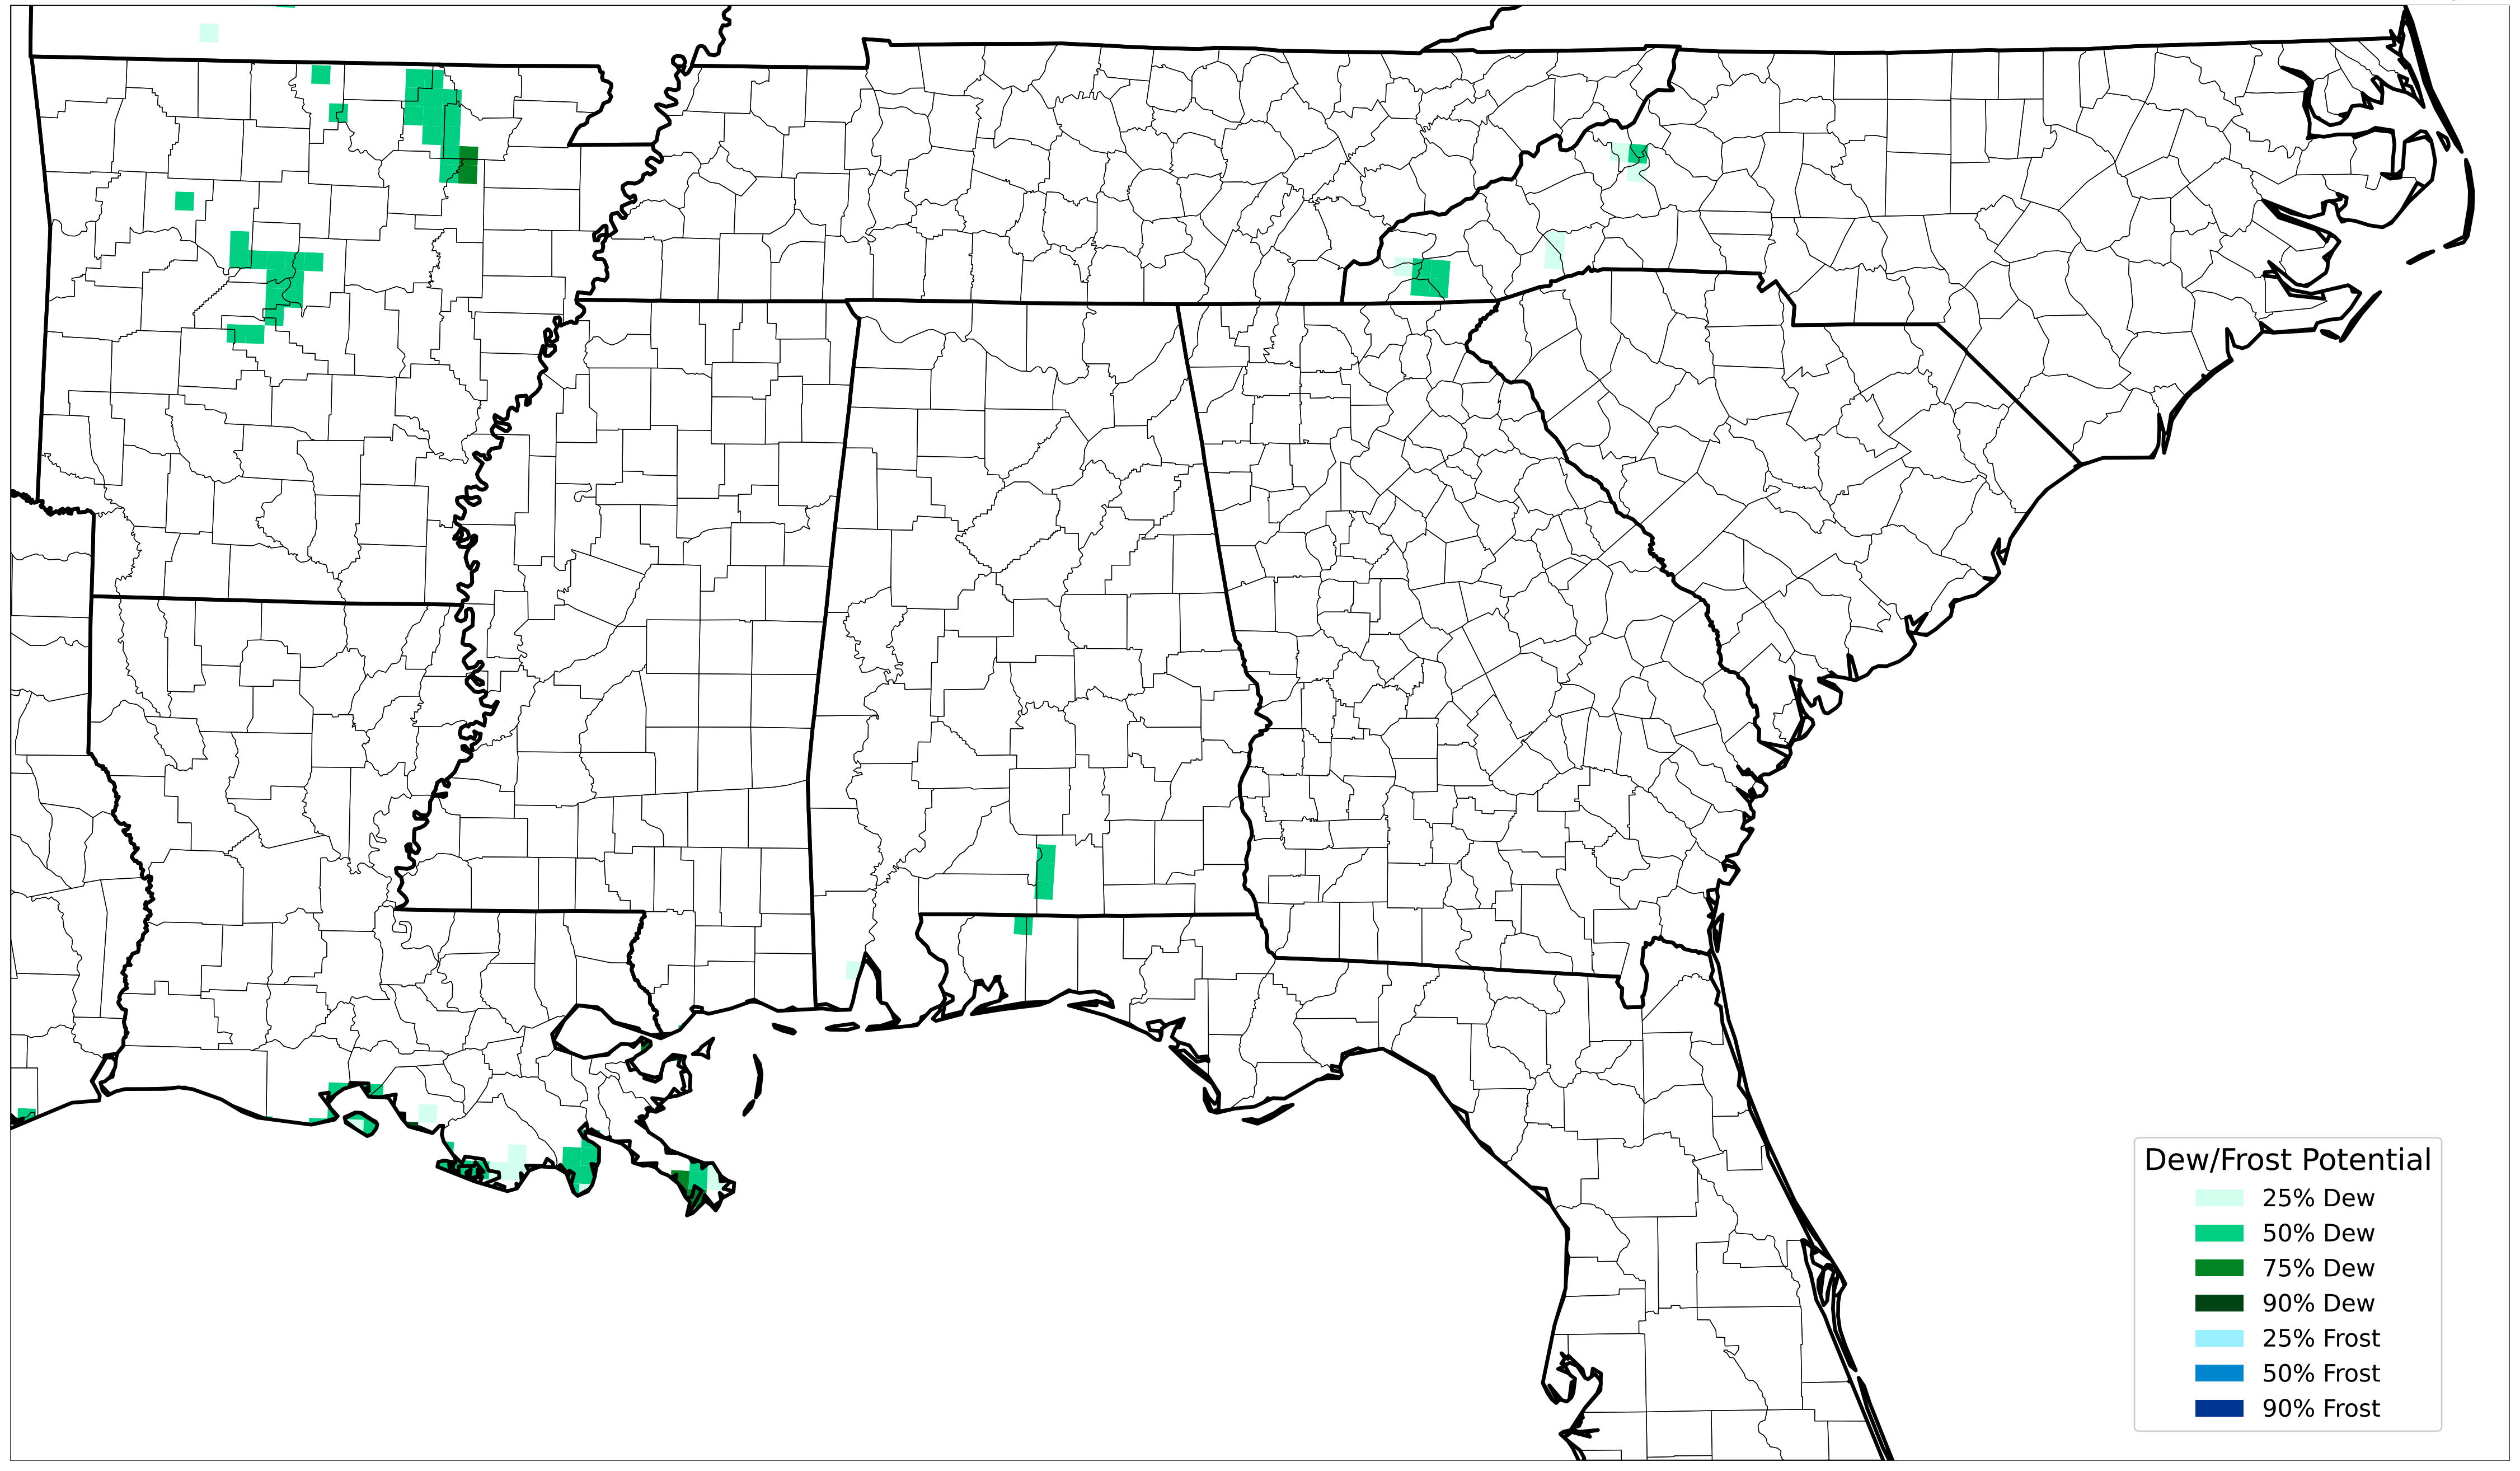 Dew/Frost Potential
25% Dew
50% Dew
75% Dew
90% Dew
25% Frost
50% Frost
90% Frost